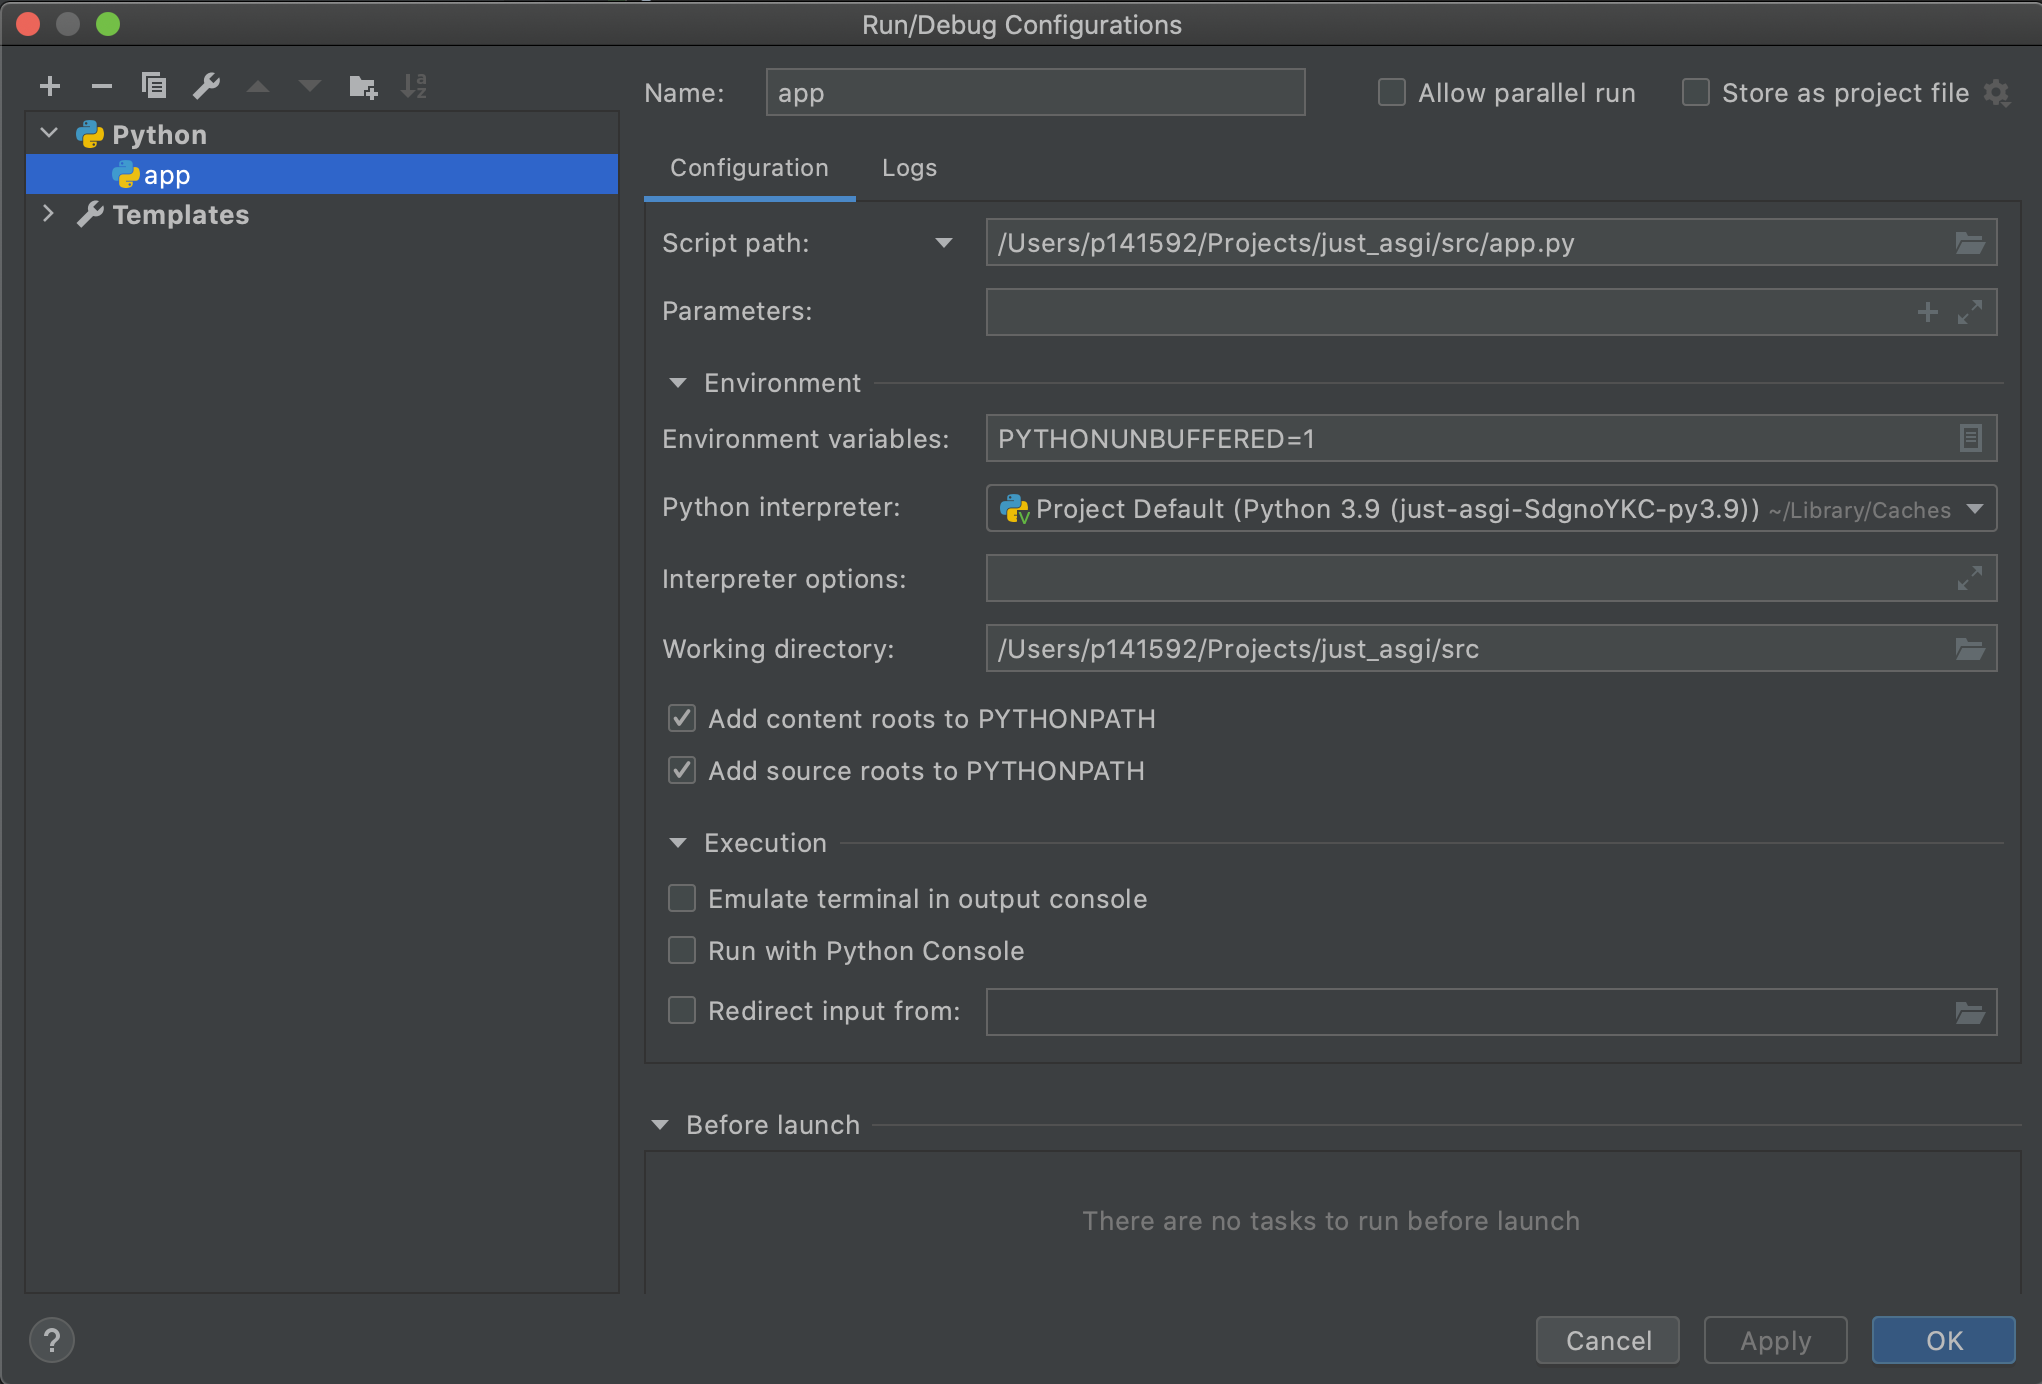 Run/Debug Configurations
Name: app Allow parallel run Store as project file
Python
app
Templates
Configuration Logs
Script path: /Users/p141592/Projects/just_asgi/src/app.py
Parameters:
Environment
Environment variables: PYTHONUNBUFFERED=1
Python interpreter: Project Default (Python 3.9 (just-asgi-SdgnoYKC-py3.9)) ~/Library/Caches
Interpreter options:
Working directory: /Users/p141592/Projects/just_asgi/src
Add content roots to PYTHONPATH
Add source roots to PYTHONPATH
Execution
Emulate terminal in output console
Run with Python Console
Redirect input from:
Before launch
There are no tasks to run before launch
? Cancel Apply OK